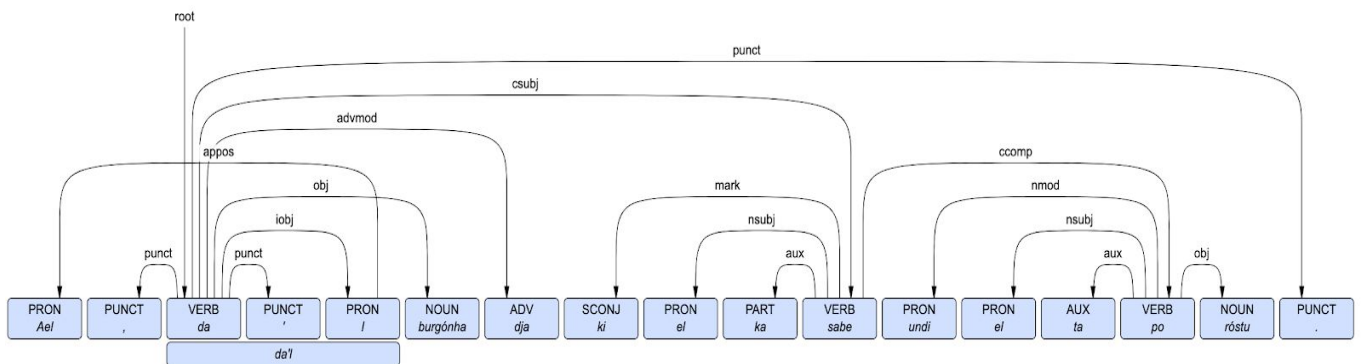 root
punct
csubj
advmod
appos
ccomp
obj
mark
nmod
iobj
nsubj
nsubj
punct
punct
aux
aux
obj
PRON PUNCT VERB PUNCT PRON NOUN ADV SCONJ PRON PART VERB PRON PRON AUX VERB NOUN PUNCT
Ael , da ' l burgónha dja ki el ka sabe undi el ta po róstu .
da'l